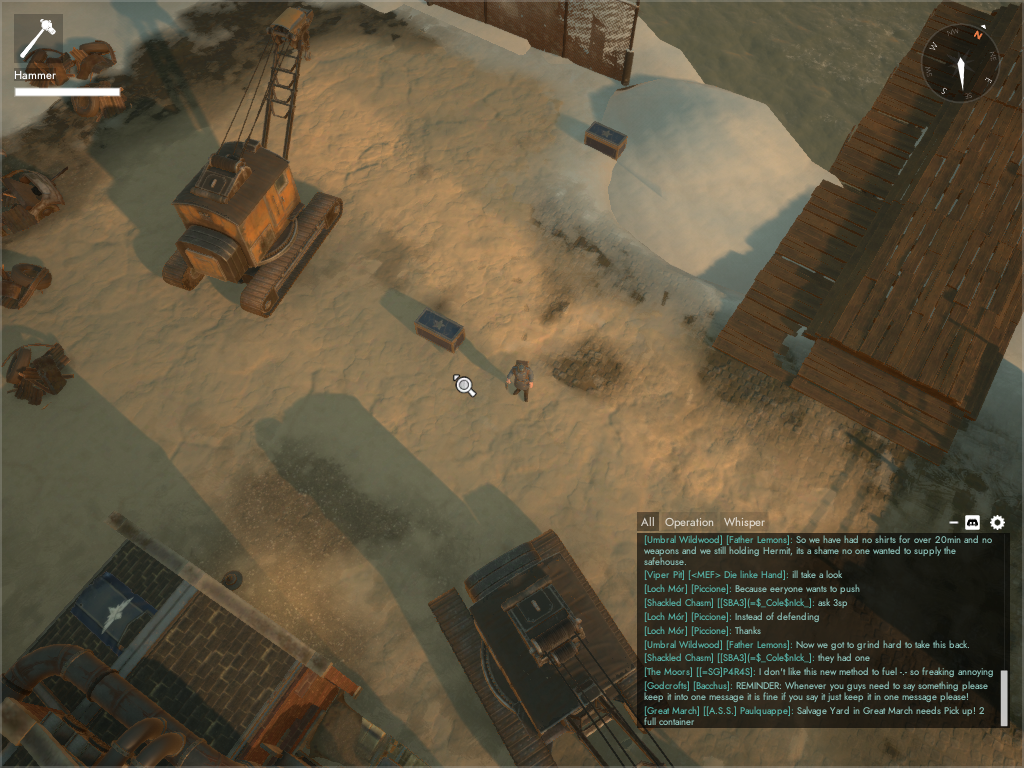 Hammer
N
NW
W
E
S
SE
All Operation Whisper
[Umbral Wildwood] [Father Lemons]: So we have had no shirts for over 20min and no
weapons and we still holding Hermit, its a shame no one wanted to supply the
safehouse.
[Viper Pit] [<MEF> Die linke Hand]: ill take a look
[Loch Mór] [Piccione]: Because eeryone wants to push
[Shackled Chasm] [[SBA3](=$_Cole$nIck_]: ask 3sp
[Loch Mór] [Piccione]: Instead of defending
[Loch Mór] [Piccione]: Thanks
[Umbral Wildwood] [Father Lemons]: Now we got to grind hard to take this back.
[Shackled Chasm] [[SBA3](=$_Cole$nIck_]: they had one
[The Moors] [[=SG]P4R4S]: I don't like this new method to fuel -.- so freaking annoying
[Godcrofts] [Bacchus]: REMINDER: Whenever you guys need to say something please
keep it into one message it is fine if you say it just keep it in one message please!
[Great March] [[A.S.S.] Paulquappe]: Salvage Yard in Great March needs Pick up! 2
full container